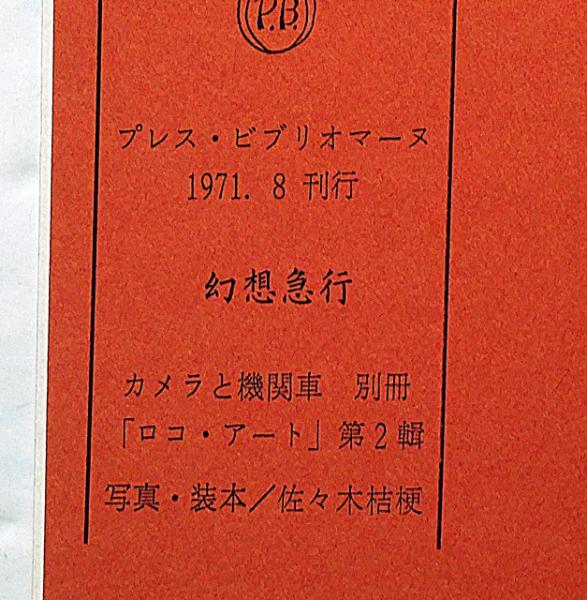 P.B.
プレス・ビブリオマーヌ
1971. 8 刊行
幻想急行
カメラと機関車　別冊
「ロコ・アート」第2輯
写真・装本／佐々木桔梗